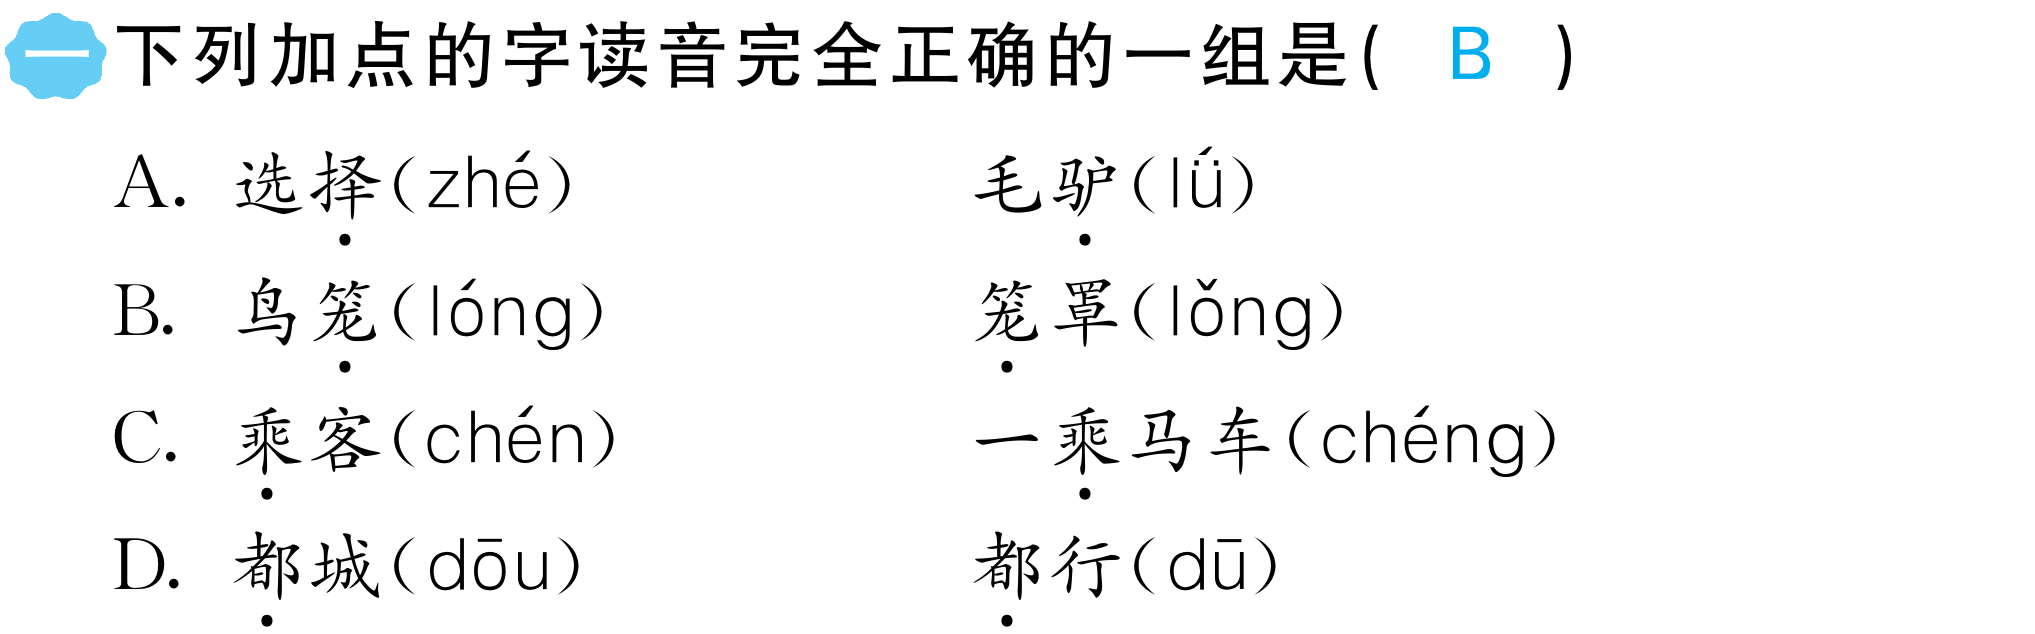 一 下列加点的字读音完全正确的一组是( B )
A. 选择(zhé) 毛驴(lǘ)
B. 鸟笼(lóng) 笼罩(lǒng)
C. 乘客(chén) 一乘马车(chéng)
D. 都城(dōu) 都行(dū)